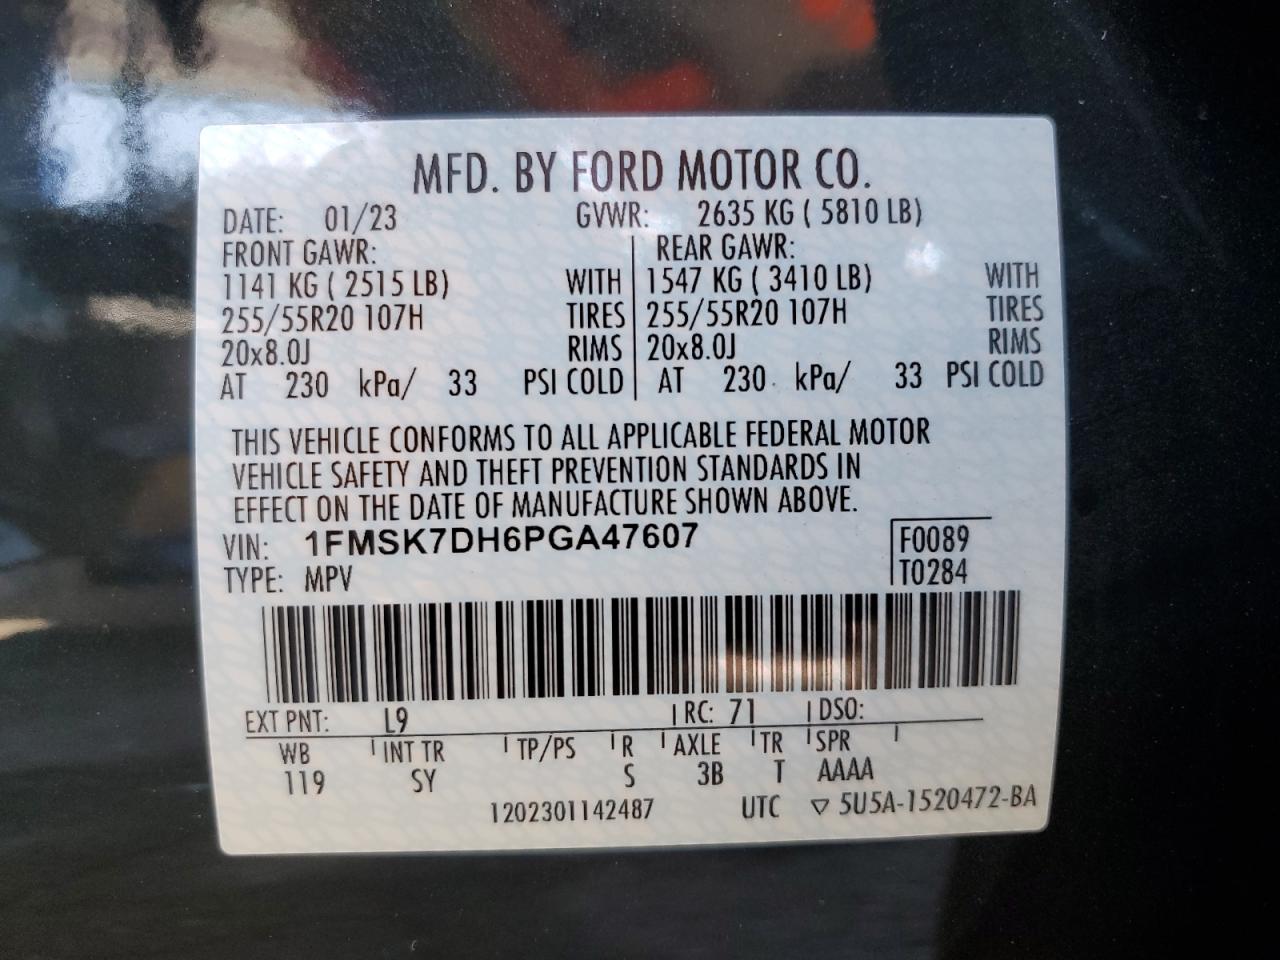 MFD. BY FORD MOTOR CO.
DATE: 01/23 GVWR: 2635 KG ( 5810 LB)
FRONT GAWR: REAR GAWR:
1141 KG ( 2515 LB) WITH 1547 KG ( 3410 LB) WITH
255/55R20 107H TIRES 255/55R20 107H TIRES
20x8.0J RIMS 20x8.0J RIMS
AT 230 kPa/ 33 PSI COLD AT 230 kPa/ 33 PSI COLD
THIS VEHICLE CONFORMS TO ALL APPLICABLE FEDERAL MOTOR
VEHICLE SAFETY AND THEFT PREVENTION STANDARDS IN
EFFECT ON THE DATE OF MANUFACTURE SHOWN ABOVE.
VIN: 1FMSK7DH6PGA47607 F0089
TYPE: MPV T0284
EXT PNT: L9 RC: 71 DSO:
WB INT TR TP/PS R AXLE TR SPR
119 SY S 3B T AAAA
1202301142487 UTC ▽ 5U5A-1520472-BA